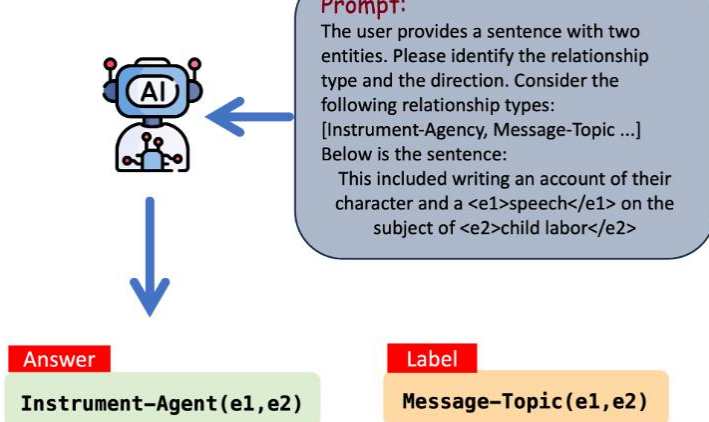 Prompt:
The user provides a sentence with two
entities. Please identify the relationship
type and the direction. Consider the
following relationship types:
[Instrument-Agency, Message-Topic ...]
Below is the sentence:
This included writing an account of their
character and a <e1>speech</e1> on the
subject of <e2>child labor</e2>
AI
Answer
Instrument-Agent(e1,e2)
Label
Message-Topic(e1,e2)